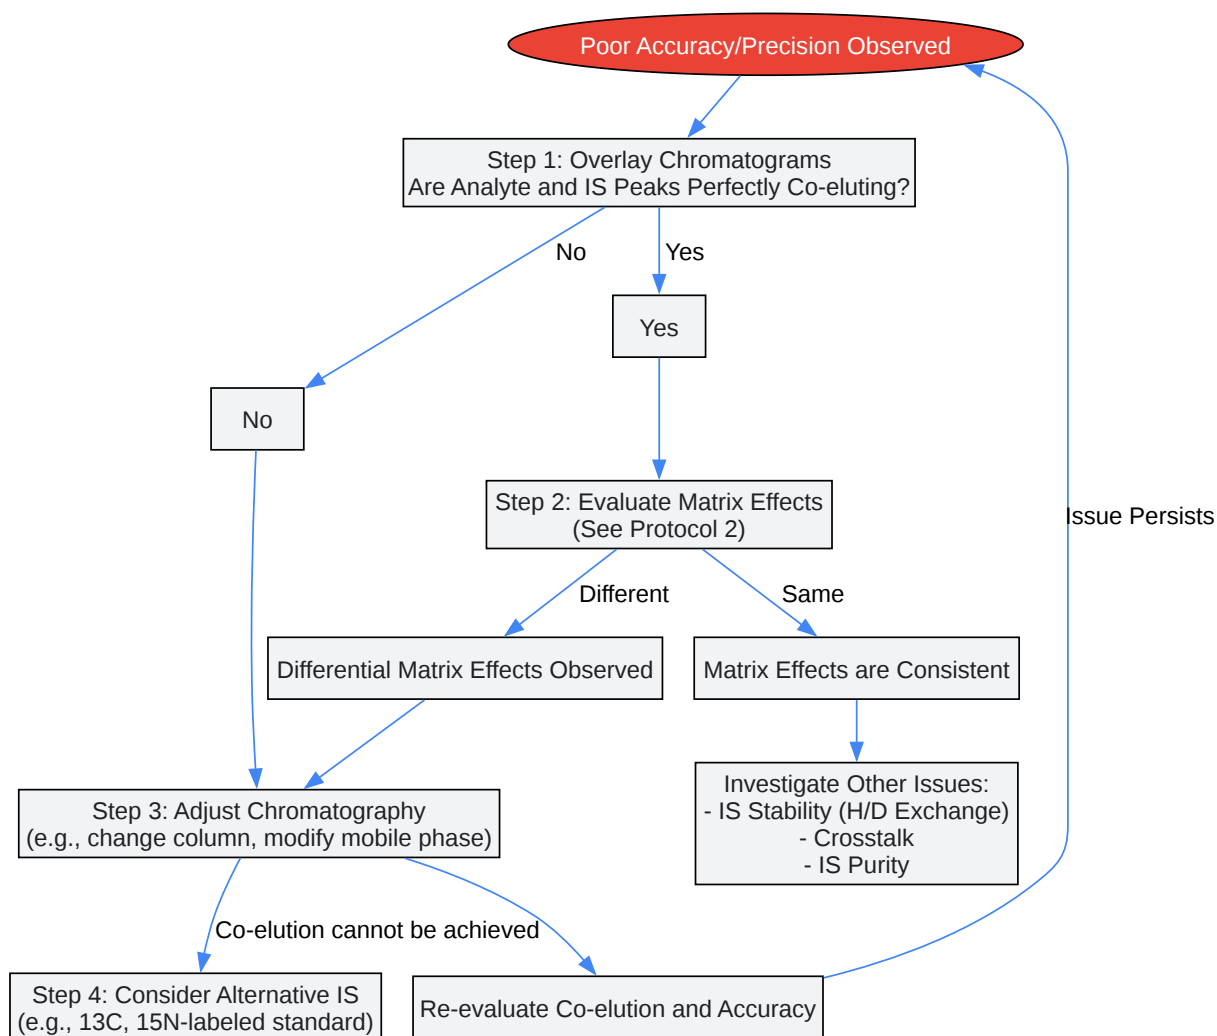 Poor Accuracy/Precision Observed
Step 1: Overlay Chromatograms
Are Analyte and IS Peaks Perfectly Co-eluting?
No
Yes
Yes
No
Step 2: Evaluate Matrix Effects
(See Protocol 2)
Issue Persists
Different
Same
Differential Matrix Effects Observed
Matrix Effects are Consistent
Investigate Other Issues:
- IS Stability (H/D Exchange)
- Crosstalk
- IS Purity
Step 3: Adjust Chromatography
(e.g., change column, modify mobile phase)
Co-elution cannot be achieved
Step 4: Consider Alternative IS
(e.g., 13C, 15N-labeled standard)
Re-evaluate Co-elution and Accuracy